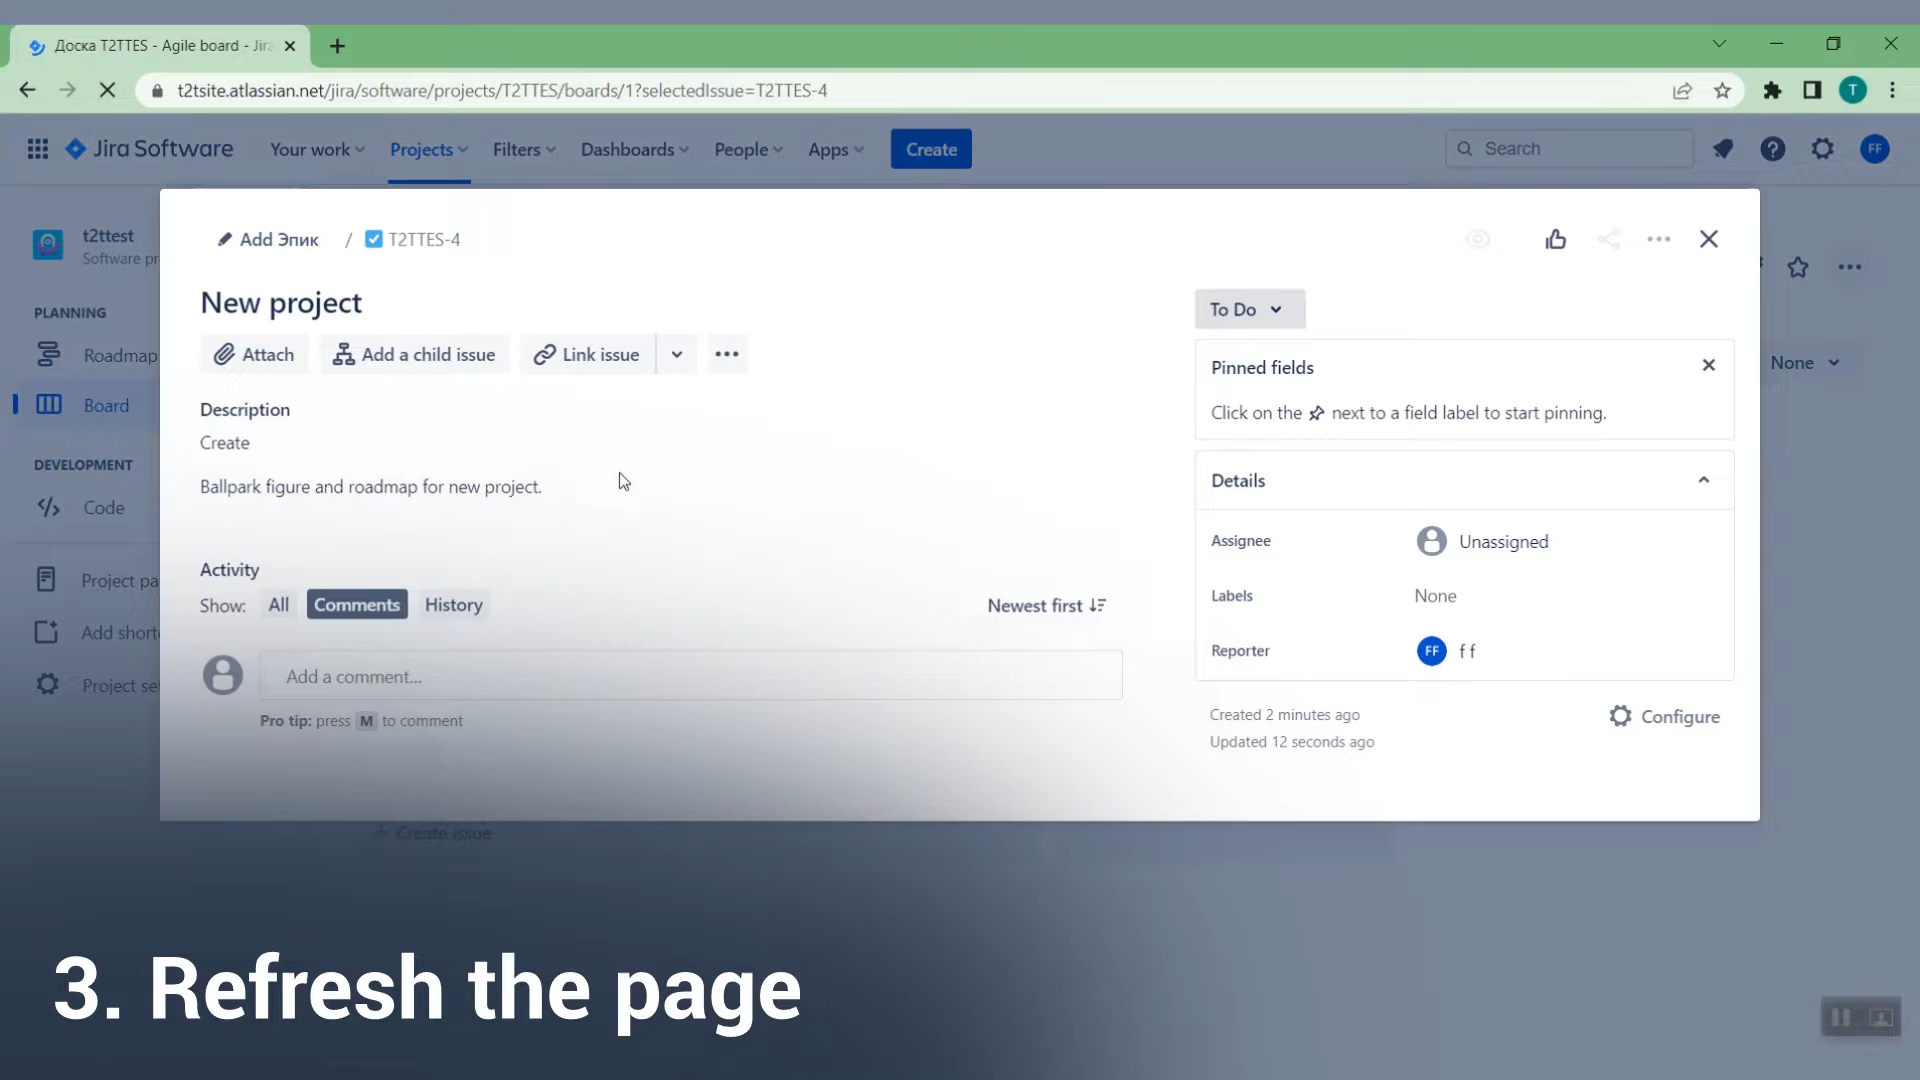 Доска T2TTES - Agile board - Jira
t2tsite.atlassian.net/jira/software/projects/T2TTES/boards/1?selectedIssue=T2TTES-4
T
Jira Software
Your work
Projects
Filters
Dashboards
People
Apps
Create
Search
FF
t2ttest
Software pr
PLANNING
Roadmap
Board
DEVELOPMENT
Code
Project pa
Add short
Project set
None
Add Эпик / T2TTES-4
New project
Attach
Add a child issue
Link issue
Description
Create
Ballpark figure and roadmap for new project.
Activity
Show: All Comments History
Newest first
Add a comment...
Pro tip: press M to comment
To Do
Pinned fields
Click on the next to a field label to start pinning.
Details
Assignee
Unassigned
Labels
None
Reporter
FF f f
Created 2 minutes ago
Updated 12 seconds ago
Configure
+ Create issue
3. Refresh the page